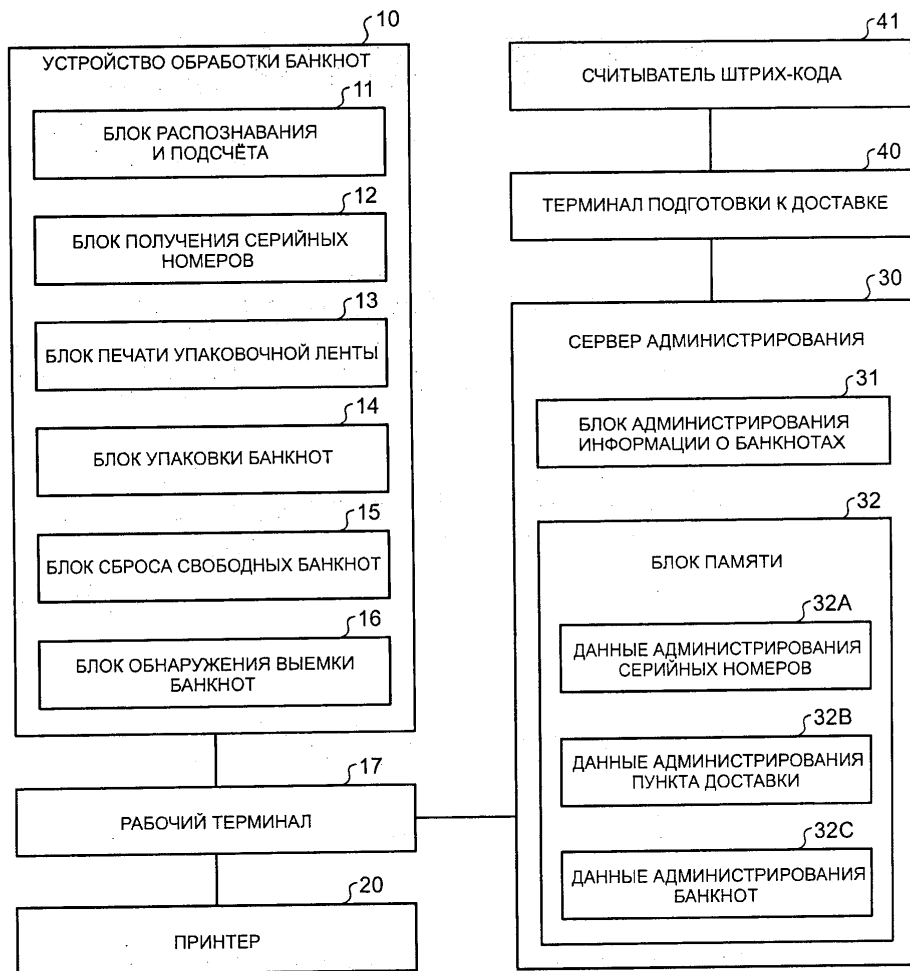 10
УСТРОЙСТВО ОБРАБОТКИ БАНКНОТ
11
БЛОК РАСПОЗНАВАНИЯ
И ПОДСЧЁТА
12
БЛОК ПОЛУЧЕНИЯ СЕРИЙНЫХ
НОМЕРОВ
13
БЛОК ПЕЧАТИ УПАКОВОЧНОЙ ЛЕНТЫ
14
БЛОК УПАКОВКИ БАНКНОТ
15
БЛОК СБРОСА СВОБОДНЫХ БАНКНОТ
16
БЛОК ОБНАРУЖЕНИЯ ВЫЕМКИ
БАНКНОТ
17
РАБОЧИЙ ТЕРМИНАЛ
20
ПРИНТЕР
41
СЧИТЫВАТЕЛЬ ШТРИХ-КОДА
40
ТЕРМИНАЛ ПОДГОТОВКИ К ДОСТАВКЕ
30
СЕРВЕР АДМИНИСТРИРОВАНИЯ
31
БЛОК АДМИНИСТРИРОВАНИЯ
ИНФОРМАЦИИ О БАНКНОТАХ
32
БЛОК ПАМЯТИ
32A
ДАННЫЕ АДМИНИСТРИРОВАНИЯ
СЕРИЙНЫХ НОМЕРОВ
32B
ДАННЫЕ АДМИНИСТРИРОВАНИЯ
ПУНКТА ДОСТАВКИ
32C
ДАННЫЕ АДМИНИСТРИРОВАНИЯ
БАНКНОТ